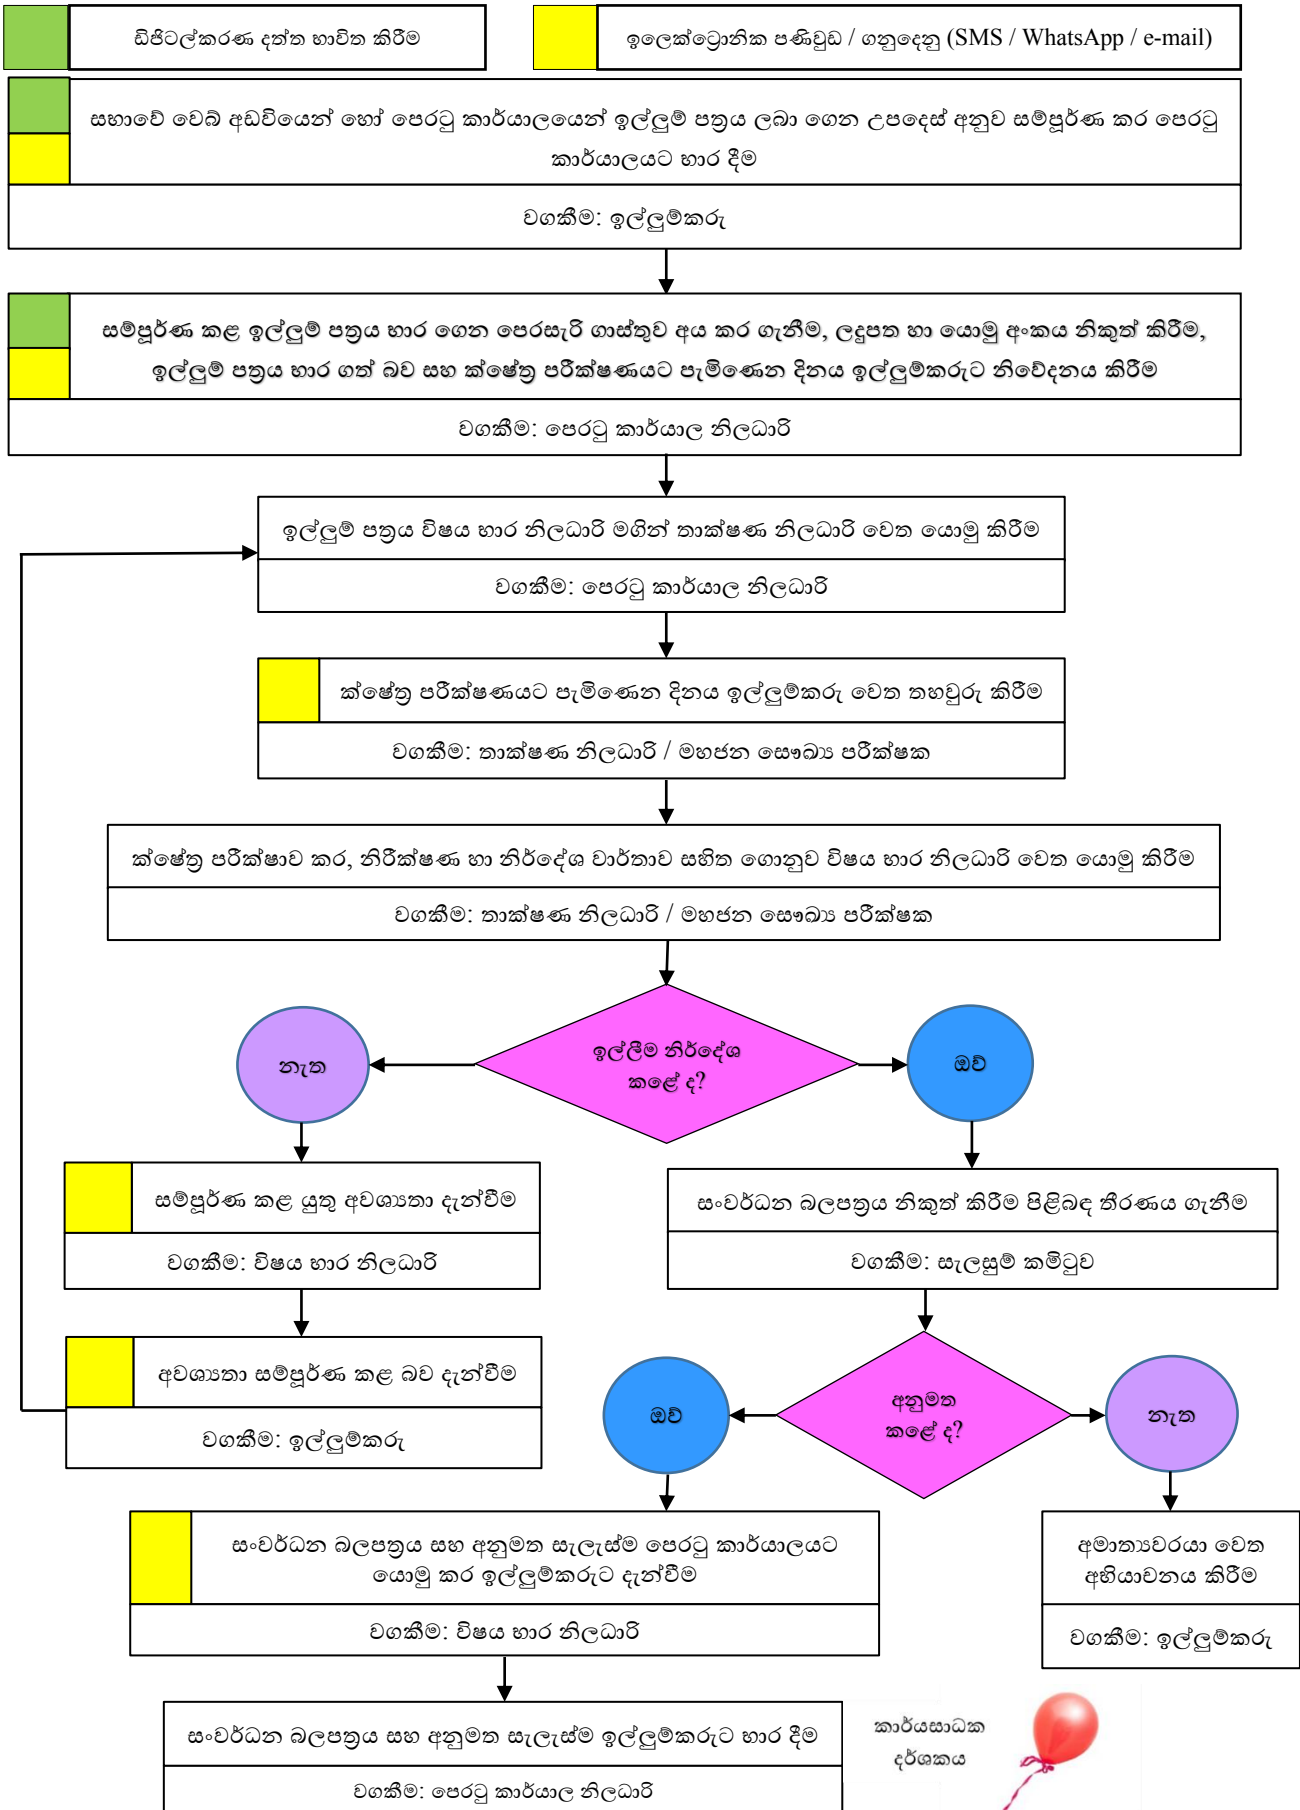 ඩිජිටල්කරණ දත්ත භාවිත කිරීම
ඉලෙක්ට්‍රොනික පණිවුඩ / ගනුදෙනු (SMS / WhatsApp / e-mail)
සභාවේ වෙබ් අඩවියෙන් හෝ පෙරටු කාර්යාලයෙන් ඉල්ලුම් පත්‍රය ලබා ගෙන උපදෙස් අනුව සම්පූර්ණ කර පෙරටු
කාර්යාලයට භාර දීම
වගකීම: ඉල්ලුම්කරු
සම්පූර්ණ කළ ඉල්ලුම් පත්‍රය භාර ගෙන පෙරසැරි ගාස්තුව අය කර ගැනීම, ලදුපත හා යොමු අංකය නිකුත් කිරීම,
ඉල්ලුම් පත්‍රය භාර ගත් බව සහ ක්ෂේත්‍ර පරීක්ෂණයට පැමිණෙන දිනය ඉල්ලුම්කරුට නිවේදනය කිරීම
වගකීම: පෙරටු කාර්යාල නිලධාරි
ඉල්ලුම් පත්‍රය විෂය භාර නිලධාරි මගින් තාක්ෂණ නිලධාරි වෙත යොමු කිරීම
වගකීම: පෙරටු කාර්යාල නිලධාරි
ක්ෂේත්‍ර පරීක්ෂණයට පැමිණෙන දිනය ඉල්ලුම්කරු වෙත තහවුරු කිරීම
වගකීම: තාක්ෂණ නිලධාරි / මහජන සෞඛ්‍ය පරීක්ෂක
ක්ෂේත්‍ර පරීක්ෂාව කර, නිරීක්ෂණ හා නිර්දේශ වාර්තාව සහිත ගොනුව විෂය භාර නිලධාරි වෙත යොමු කිරීම
වගකීම: තාක්ෂණ නිලධාරි / මහජන සෞඛ්‍ය පරීක්ෂක
ඉල්ලීම නිර්දේශ
කළේ ද?
නැත
ඔව්
සම්පූර්ණ කළ යුතු අවශ්‍යතා දැන්වීම
වගකීම: විෂය භාර නිලධාරි
සංවර්ධන බලපත්‍රය නිකුත් කිරීම පිළිබඳ තීරණය ගැනීම
වගකීම: සැලසුම් කමිටුව
අවශ්‍යතා සම්පූර්ණ කළ බව දැන්වීම
වගකීම: ඉල්ලුම්කරු
ඔව්
අනුමත
කළේ ද?
නැත
සංවර්ධන බලපත්‍රය සහ අනුමත සැලැස්ම පෙරටු කාර්යාලයට
යොමු කර ඉල්ලුම්කරුට දැන්වීම
වගකීම: විෂය භාර නිලධාරි
අමාත්‍යවරයා වෙත
අභියාචනය කිරීම
වගකීම: ඉල්ලුම්කරු
සංවර්ධන බලපත්‍රය සහ අනුමත සැලැස්ම ඉල්ලුම්කරුට භාර දීම
වගකීම: පෙරටු කාර්යාල නිලධාරි
කාර්යසාධක
දර්ශකය